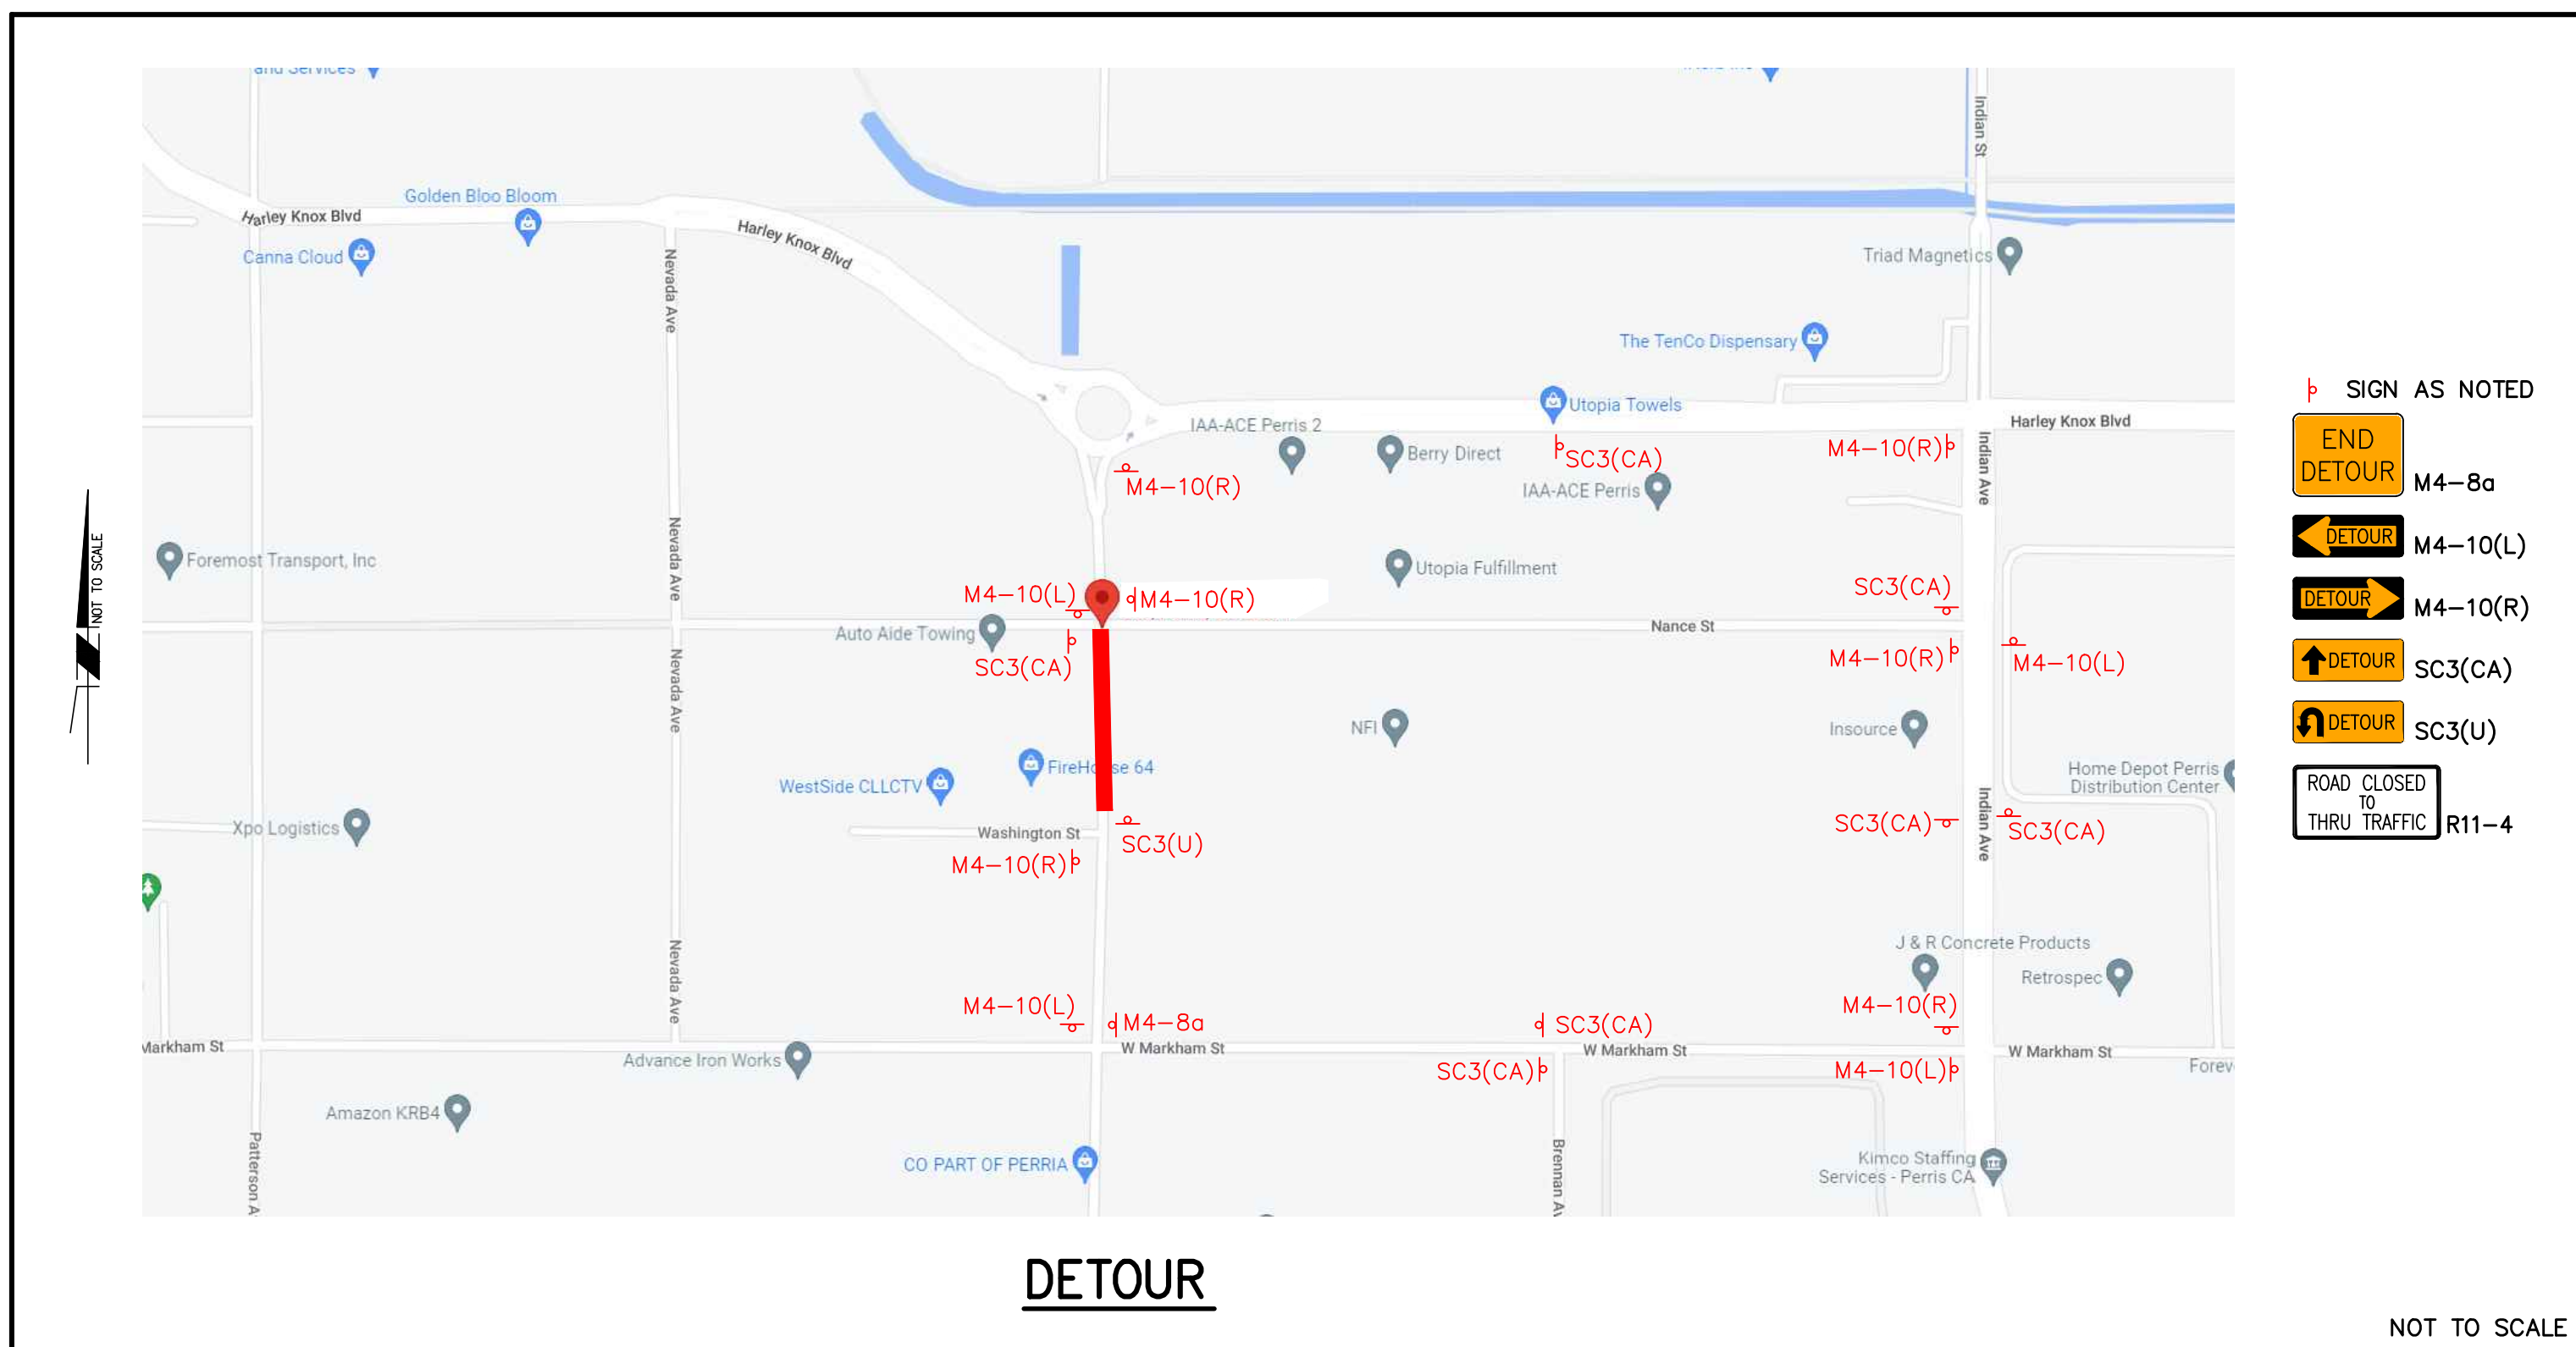 and Services
Indian St
Golden Bloo Bloom
Harley Knox Blvd
Harley Knox Blvd
Canna Cloud
Triad Magnetics
Nevada Ave
The TenCo Dispensary
SIGN AS NOTED
Utopia Towels
IAA-ACE Perris 2
Harley Knox Blvd
END
DETOUR
M4-8a
Berry Direct
SC3(CA)
M4-10(R)
Indian Ave
M4-10(R)
IAA-ACE Perris
NOT TO SCALE
Nevada Ave
DETOUR
M4-10(L)
Foremost Transport, Inc
Utopia Fulfillment
SC3(CA)
M4-10(L)
M4-10(R)
DETOUR
M4-10(R)
Auto Aide Towing
Nance St
SC3(CA)
Nevada Ave
M4-10(R)
M4-10(L)
DETOUR
SC3(CA)
NFI
Insource
DETOUR
SC3(U)
WestSide CLLCTV
FireHouse 64
Home Depot Perris
Distribution Center
ROAD CLOSED
TO
THRU TRAFFIC
R11-4
Xpo Logistics
Washington St
SC3(U)
SC3(CA)
Indian Ave
SC3(CA)
M4-10(R)
J & R Concrete Products
Retrospec
Nevada Ave
M4-10(L)
M4-8a
SC3(CA)
M4-10(R)
Markham St
W Markham St
W Markham St
W Markham St
Advance Iron Works
SC3(CA)
M4-10(L)
Forev
Amazon KRB4
Patterson A
CO PART OF PERRIA
Brennan Av
Kimco Staffing
Services - Perris CA
DETOUR
NOT TO SCALE